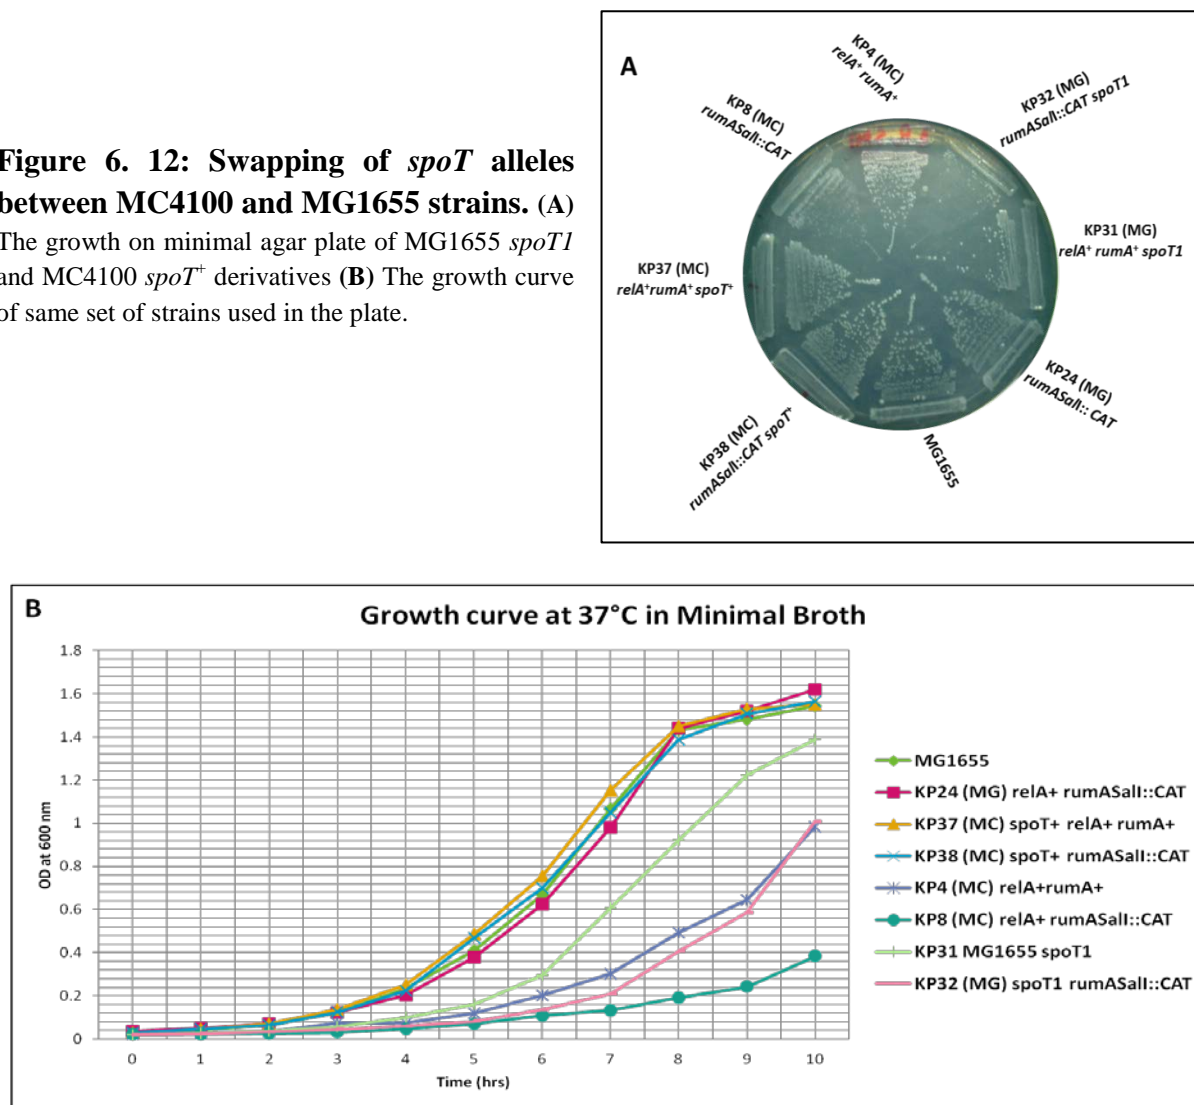 Figure 6. 12: Swapping of spoT alleles
between MC4100 and MG1655 strains. (A)
The growth on minimal agar plate of MG1655 spoT1
and MC4100 spoT+ derivatives (B) The growth curve
of same set of strains used in the plate.
A
KP4 (MC)
relA+ rumA+
KP32 (MG)
rumASalI::CAT spoT1
KP8 (MC)
rumASalI::CAT
KP31 (MG)
relA+ rumA+ spoT1
KP37 (MC)
relA+rumA+spoT+
KP24 (MG)
rumASalI:: CAT
KP38 (MC)
rumASalI::CAT spoT+
MG1655
B
Growth curve at 37°C in Minimal Broth
1.8
1.6
1.4
1.2
1
0.8
0.6
0.4
0.2
0
OD at 600 nm
0 1 2 3 4 5 6 7 8 9 10
Time (hrs)
MG1655
KP24 (MG) relA+ rumASalI::CAT
KP37 (MC) spoT+ relA+ rumA+
KP38 (MC) spoT+ rumASalI::CAT
KP4 (MC) relA+rumA+
KP8 (MC) relA+ rumASalI::CAT
KP31 MG1655 spoT1
KP32 (MG) spoT1 rumASalI::CAT